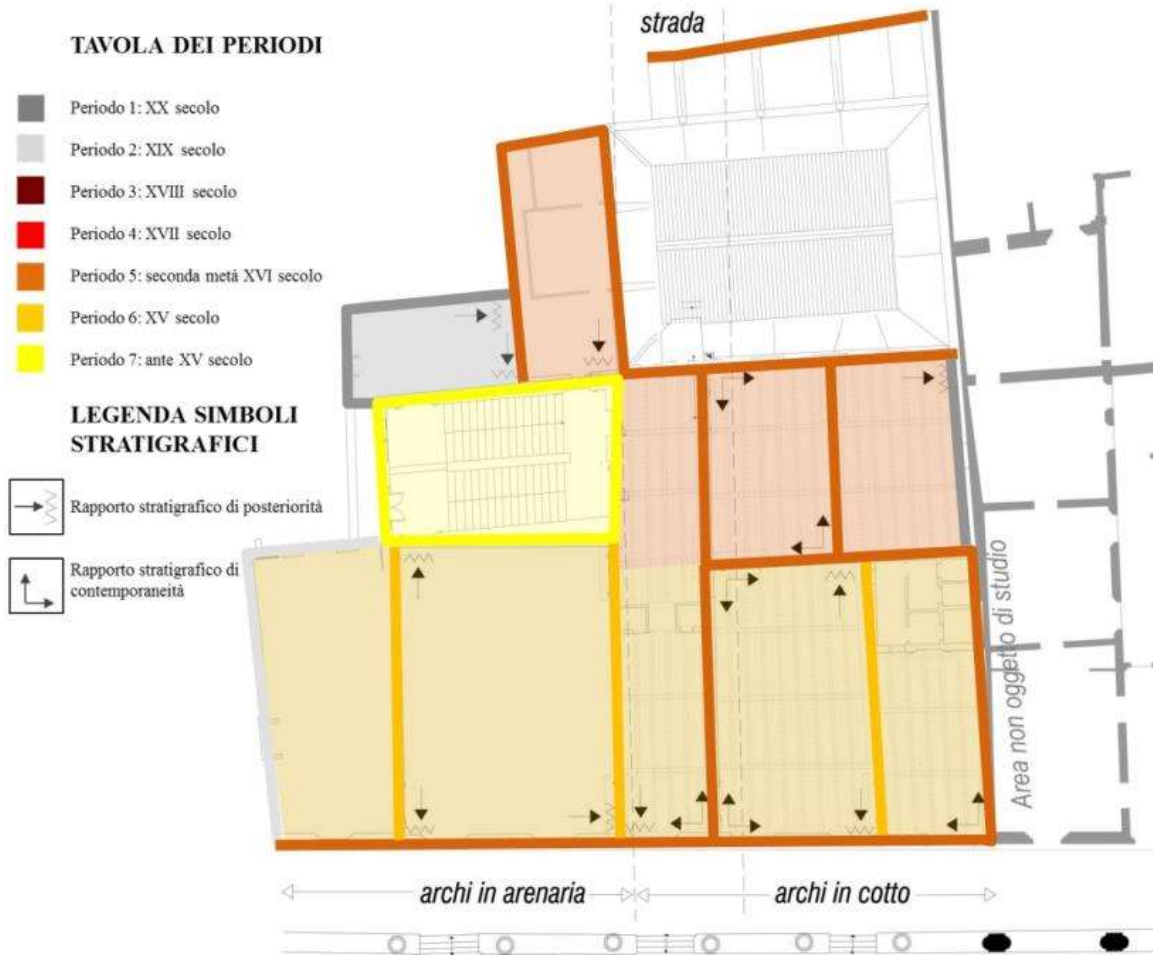 strada
TAVOLA DEI PERIODI
Periodo 1: XX secolo
Periodo 2: XIX secolo
Periodo 3: XVIII secolo
Periodo 4: XVII secolo
Periodo 5: seconda metà XVI secolo
Periodo 6: XV secolo
Periodo 7: ante XV secolo
LEGENDA SIMBOLI
STRATIGRAFICI
Rapporto stratigrafico di posteriorità
Rapporto stratigrafico di
contemporaneità
Area non oggetto di studio
archi in arenaria
archi in cotto